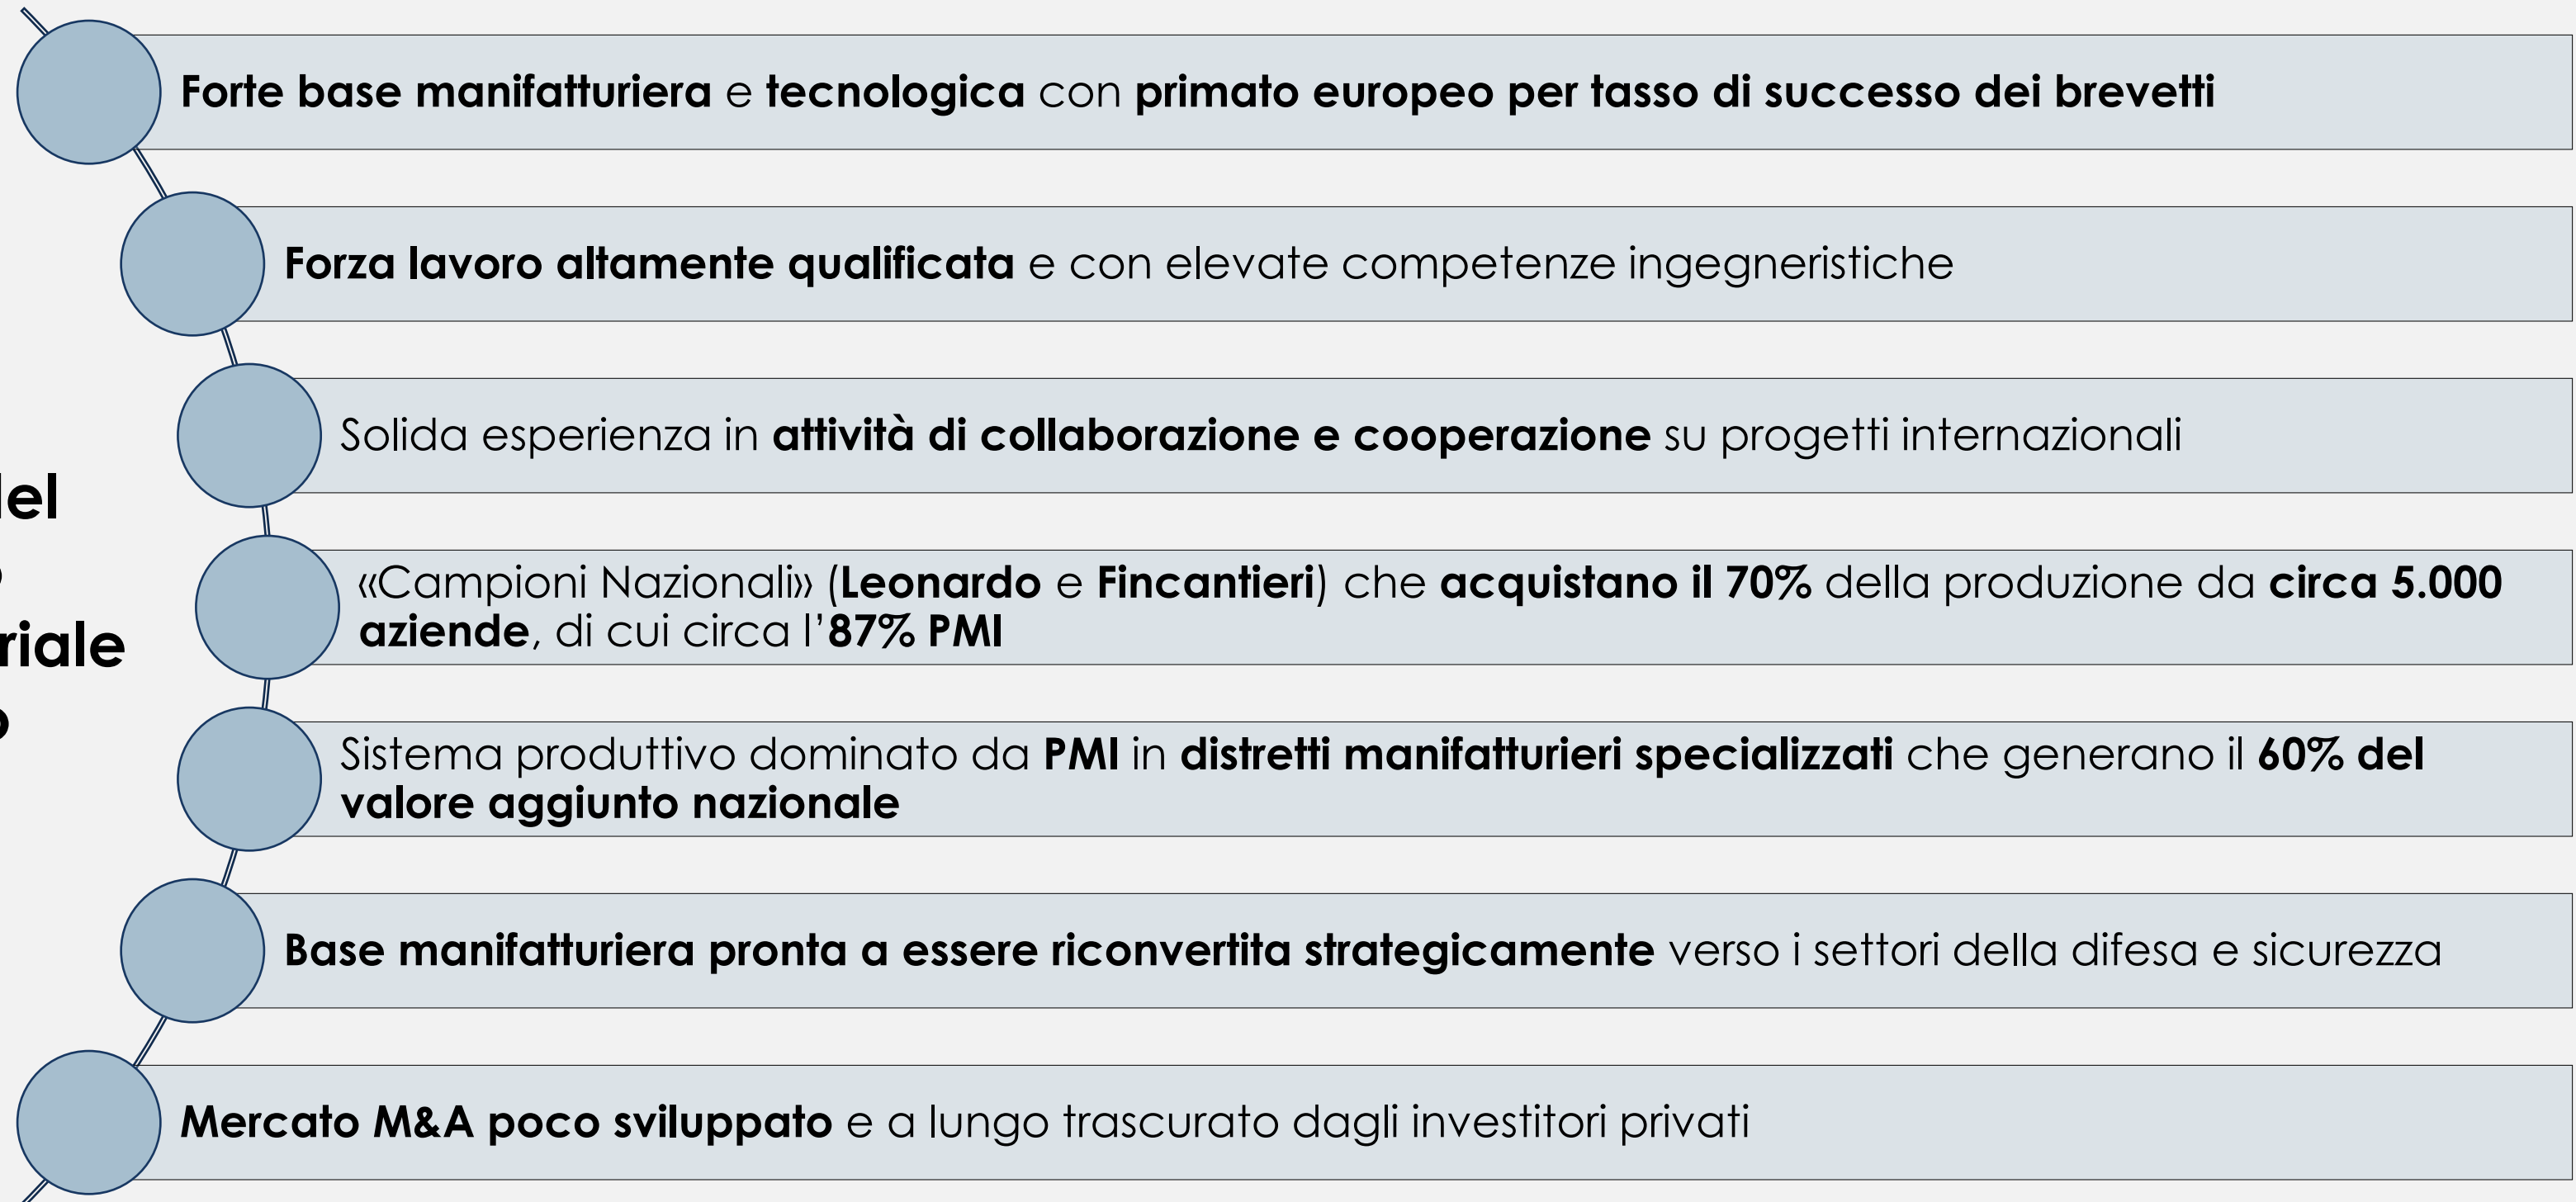 Forte base manifatturiera e tecnologica con primato europeo per tasso di successo dei brevetti
Forza lavoro altamente qualificata e con elevate competenze ingegneristiche
Solida esperienza in attività di collaborazione e cooperazione su progetti internazionali
«Campioni Nazionali» (Leonardo e Fincantieri) che acquistano il 70% della produzione da circa 5.000
aziende, di cui circa l'87% PMI
Sistema produttivo dominato da PMI in distretti manifatturieri specializzati che generano il 60% del
valore aggiunto nazionale
Base manifatturiera pronta a essere riconvertita strategicamente verso i settori della difesa e sicurezza
Mercato M&A poco sviluppato e a lungo trascurato dagli investitori privati